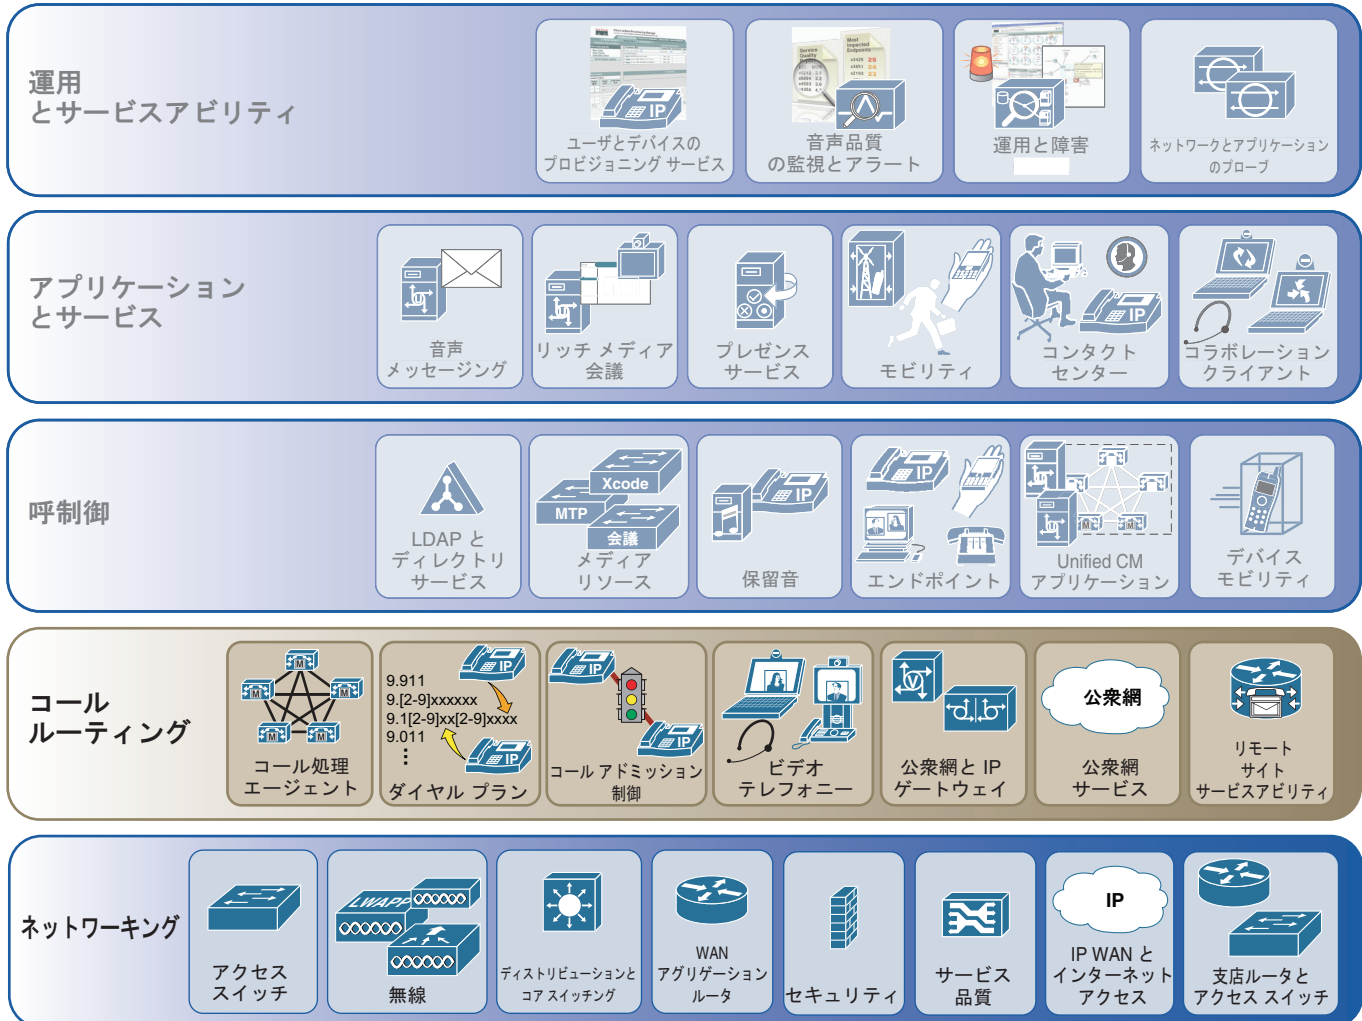 運用
とサービスアビリティ
IP
ユーザとデバイスの
プロビジョニング サービス
Service
Quality
Most
Impacted
Endpoints
音声品質
の監視とアラート
運用と障害
ネットワークとアプリケーション
のプローブ
アプリケーション
とサービス
音声
メッセージング
リッチ メディア
会議
プレゼンス
サービス
モビリティ
IP
コンタクト
センター
コラボレーション
クライアント
呼制御
LDAP と
ディレクトリ
サービス
Xcode
MTP
会議
メディア
リソース
IP
保留音
IP
エンドポイント
Unified CM
アプリケーション
デバイス
モビリティ
コール
ルーティング
M
M
M
M
M
コール処理
エージェント
9.911
9.[2-9]xxxxxx
9.1[2-9]xx[2-9]xxxx
9.011
⋮
IP
IP
ダイヤル プラン
IP
IP
コール アドミッション
制御
ビデオ
テレフォニー
V
公衆網と IP
ゲートウェイ
公衆網
公衆網
サービス
リモート
サイト
サービスアビリティ
ネットワーキング
アクセス
スイッチ
LWAPP
無線
ディストリビューションと
コア スイッチング
WAN
アグリゲーション
ルータ
セキュリティ
サービス
品質
IP
IP WAN と
インターネット
アクセス
支店ルータと
アクセス スイッチ